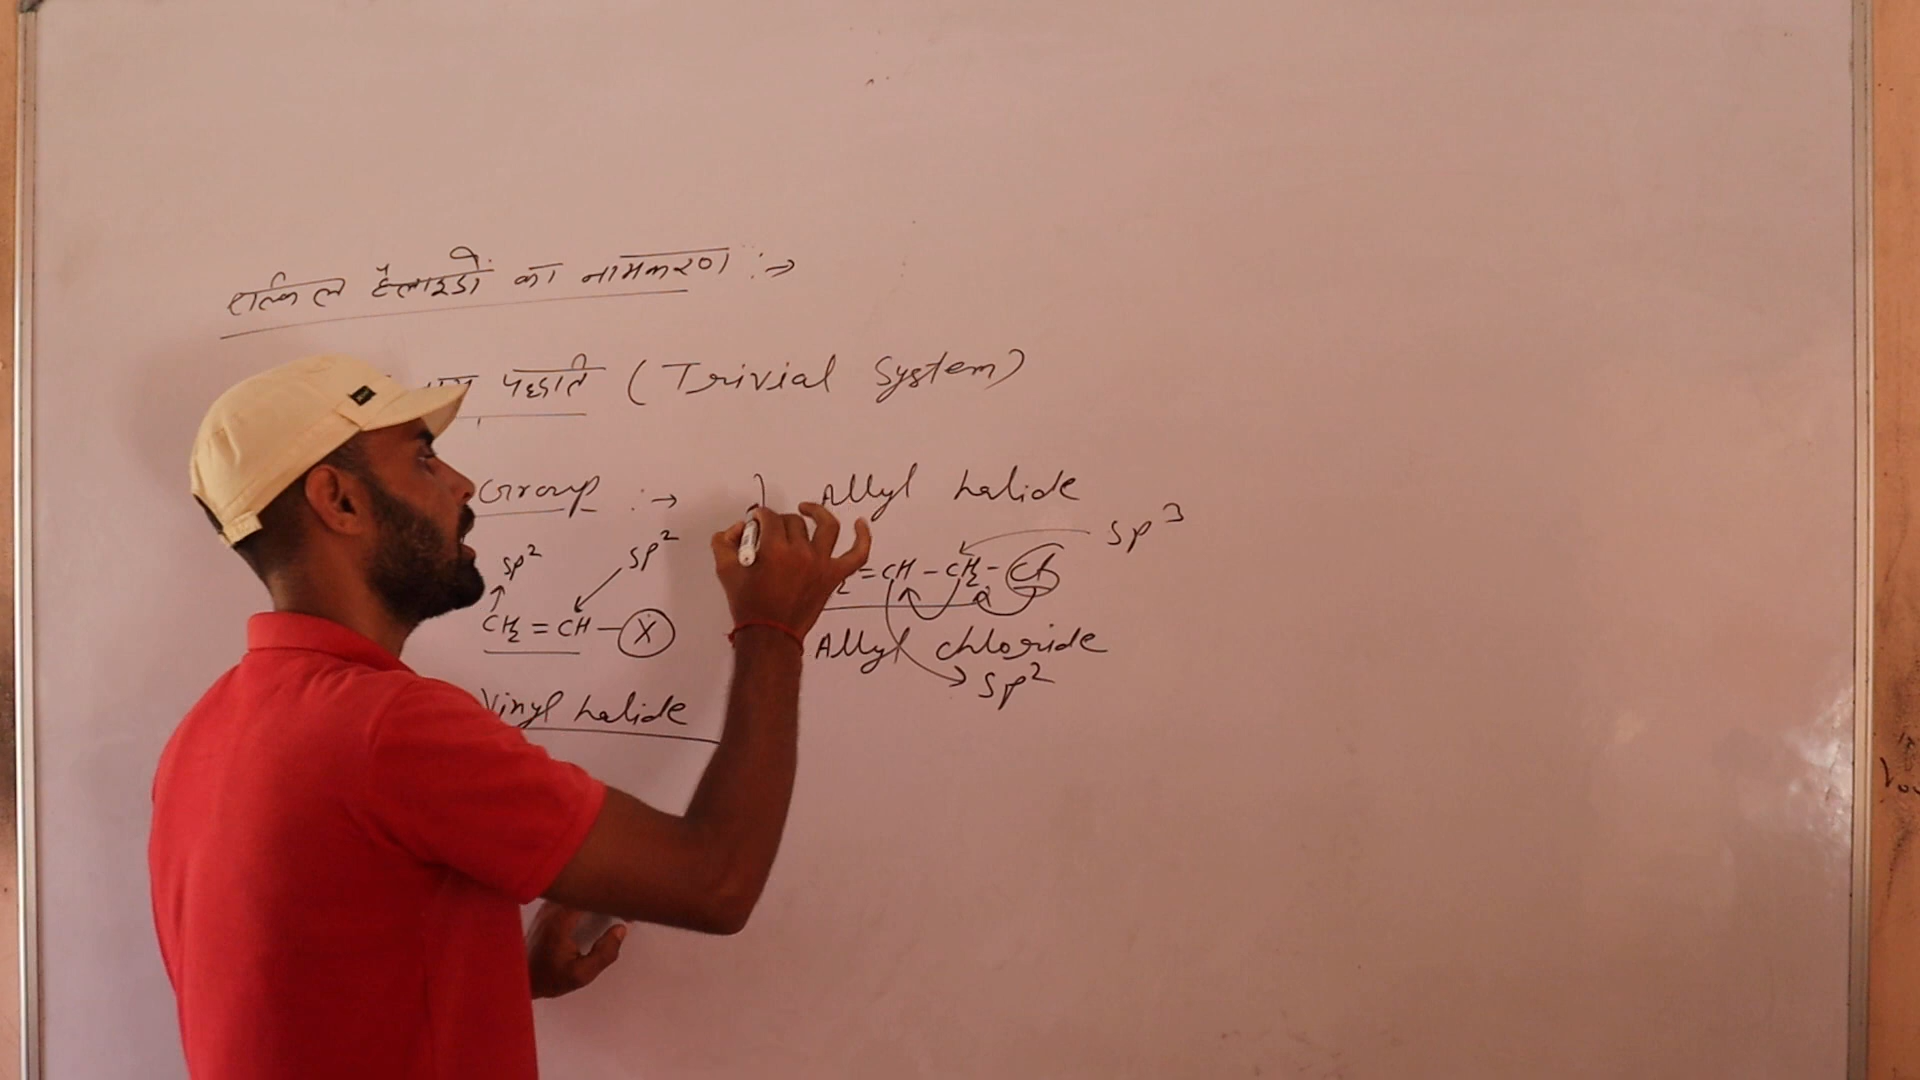 एल्किल हैलाइडों का नामकरण :→
पद्धति (Trivial System)
Group :→
Allyl halide
sp² sp² sp³
CH₂ = CH – X
= CH – CH₂ – Cl
Vinyl halide
Allyl chloride
→ sp²